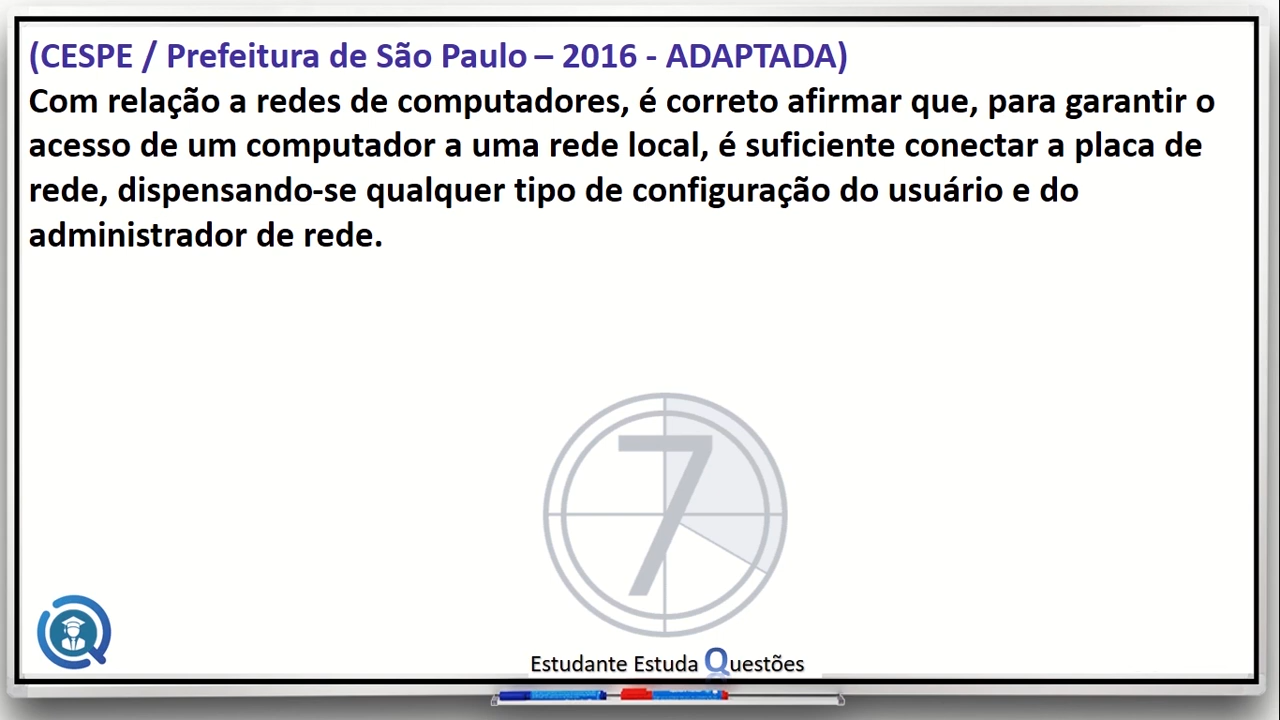 (CESPE / Prefeitura de São Paulo – 2016 - ADAPTADA)
Com relação a redes de computadores, é correto afirmar que, para garantir o
acesso de um computador a uma rede local, é suficiente conectar a placa de
rede, dispensando-se qualquer tipo de configuração do usuário e do
administrador de rede.
7
Estudante Estuda Questões